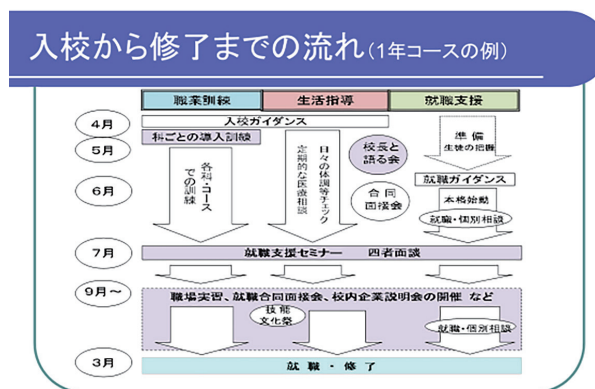 入校から修了までの流れ(1年コースの例)
職業訓練 生活指導 就職支援
4月
入校ガイダンス
5月
科ごとの導入訓練
校長と
語る会
準備
生徒の把握
6月
各科・コース
での訓練
日々の体調等チェック
定期的な医療相談
合同
面接会
就職ガイダンス
本格始動
就職・個別相談
7月
就職支援セミナー 四者面談
9月~
職場実習、就職合同面接会、校内企業説明会の開催 など
技能
文化祭
就職・個別相談
3月
就職・修了